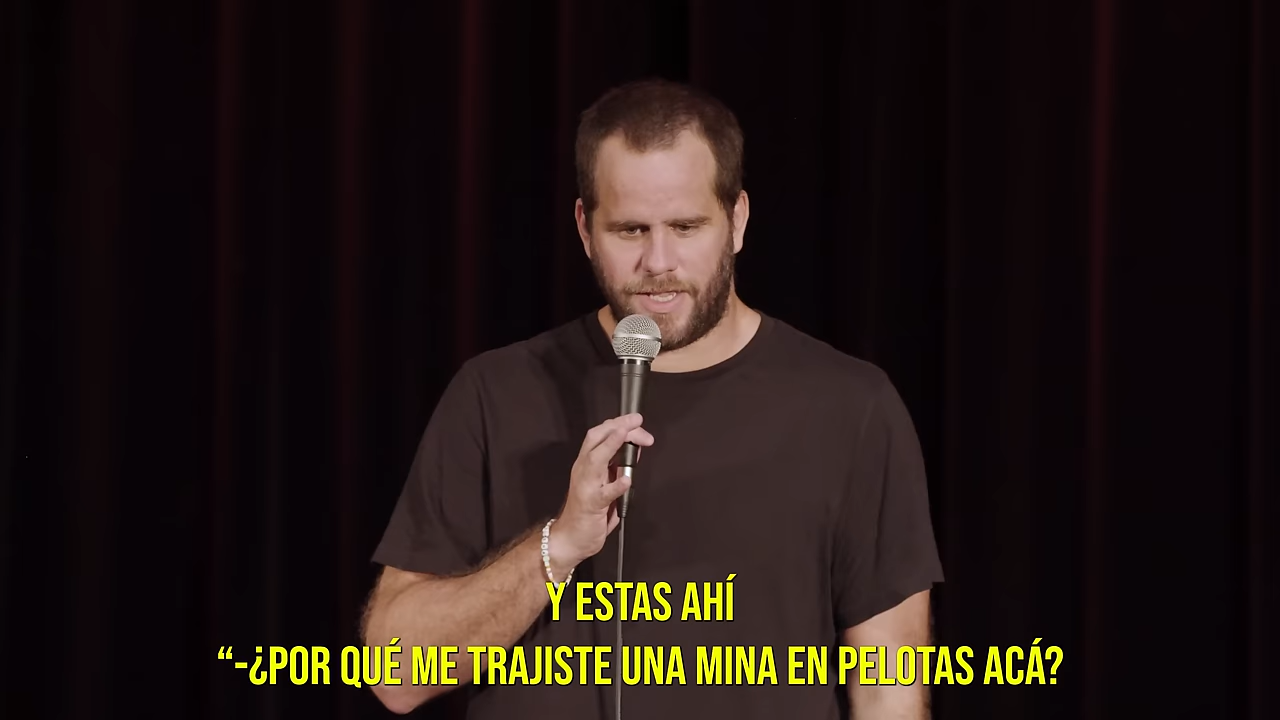 Y ESTAS AHÍ
“-¿POR QUÉ ME TRAJISTE UNA MINA EN PELOTAS ACÁ?